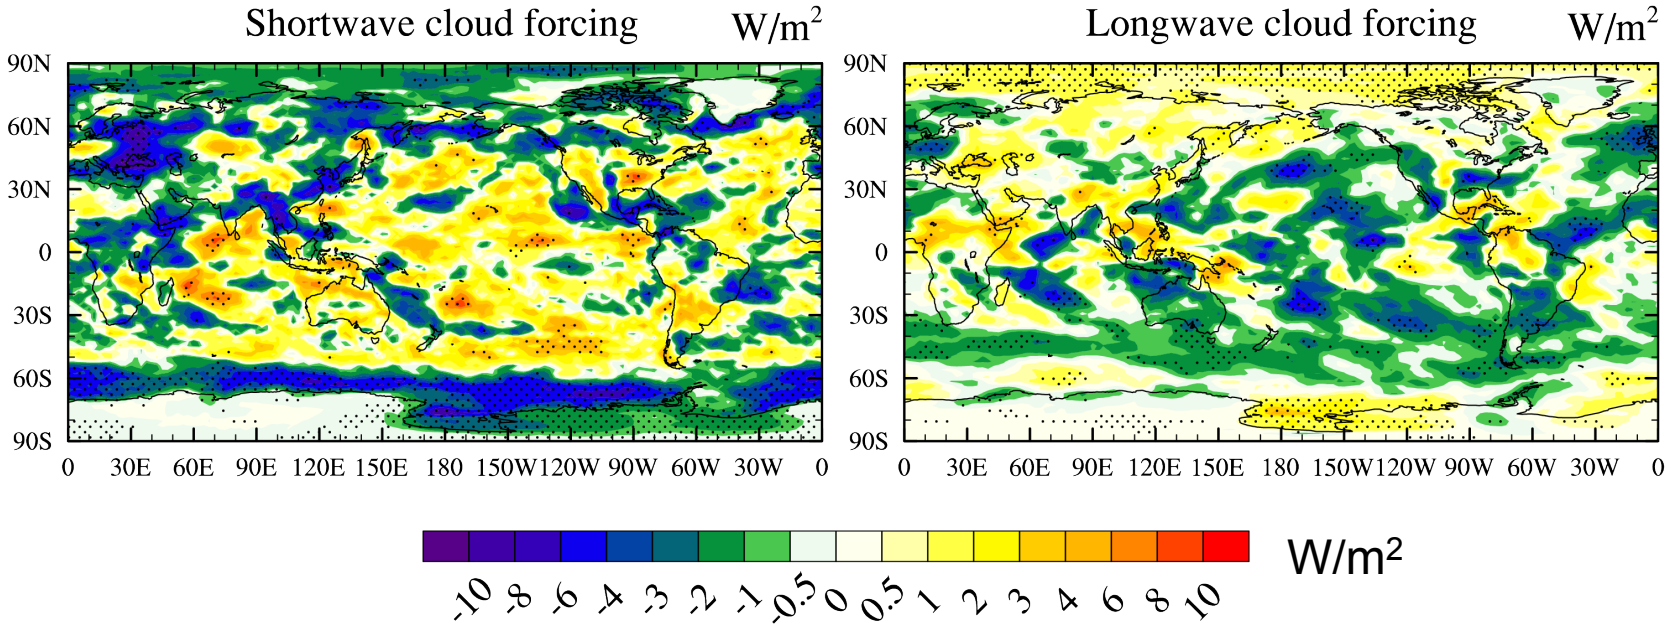 Shortwave cloud forcing W/m2
Longwave cloud forcing W/m2
90N
60N
30N
0
30S
60S
90S
0 30E 60E 90E 120E 150E 180 150W 120W 90W 60W 30W 0
90N
60N
30N
0
30S
60S
90S
0 30E 60E 90E 120E 150E 180 150W 120W 90W 60W 30W 0
-10 -8 -6 -4 -3 -2 -1 -0.5 0 0.5 1 2 3 4 6 8 10
W/m2